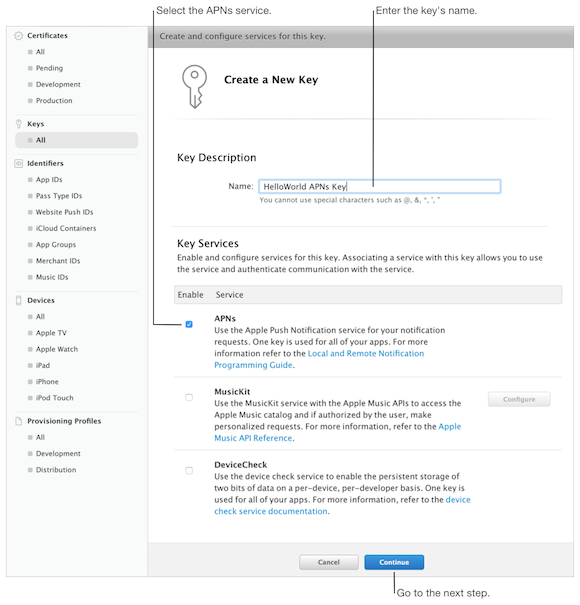 Select the APNs service.
Enter the key's name.
Certificates
All
Pending
Development
Production
Keys
All
Identifiers
App IDs
Pass Type IDs
Website Push IDs
iCloud Containers
App Groups
Merchant IDs
Music IDs
Devices
All
Apple TV
Apple Watch
iPad
iPhone
iPod Touch
Provisioning Profiles
All
Development
Distribution
Create and configure services for this key.
Create a New Key
Key Description
Name: HelloWorld APNs Key
You cannot use special characters such as @, &, *, ', "
Key Services
Enable and configure services for this key. Associating a service with this key allows you to use
the service and authenticate communication with the service.
Enable Service
APNs
Use the Apple Push Notification service for your notification
requests. One key is used for all of your apps. For more
information refer to the Local and Remote Notification
Programming Guide.
MusicKit
Use the MusicKit service with the Apple Music APIs to access the
Apple Music catalog and if authorized by the user, make
personalized requests. For more information, refer to the Apple
Music API Reference.
Configure
DeviceCheck
Use the device check service to enable the persistent storage of
two bits of data on a per-device, per-developer basis. One key is
used for all of your apps. For more information, refer to the device
check service documentation.
Cancel
Continue
Go to the next step.